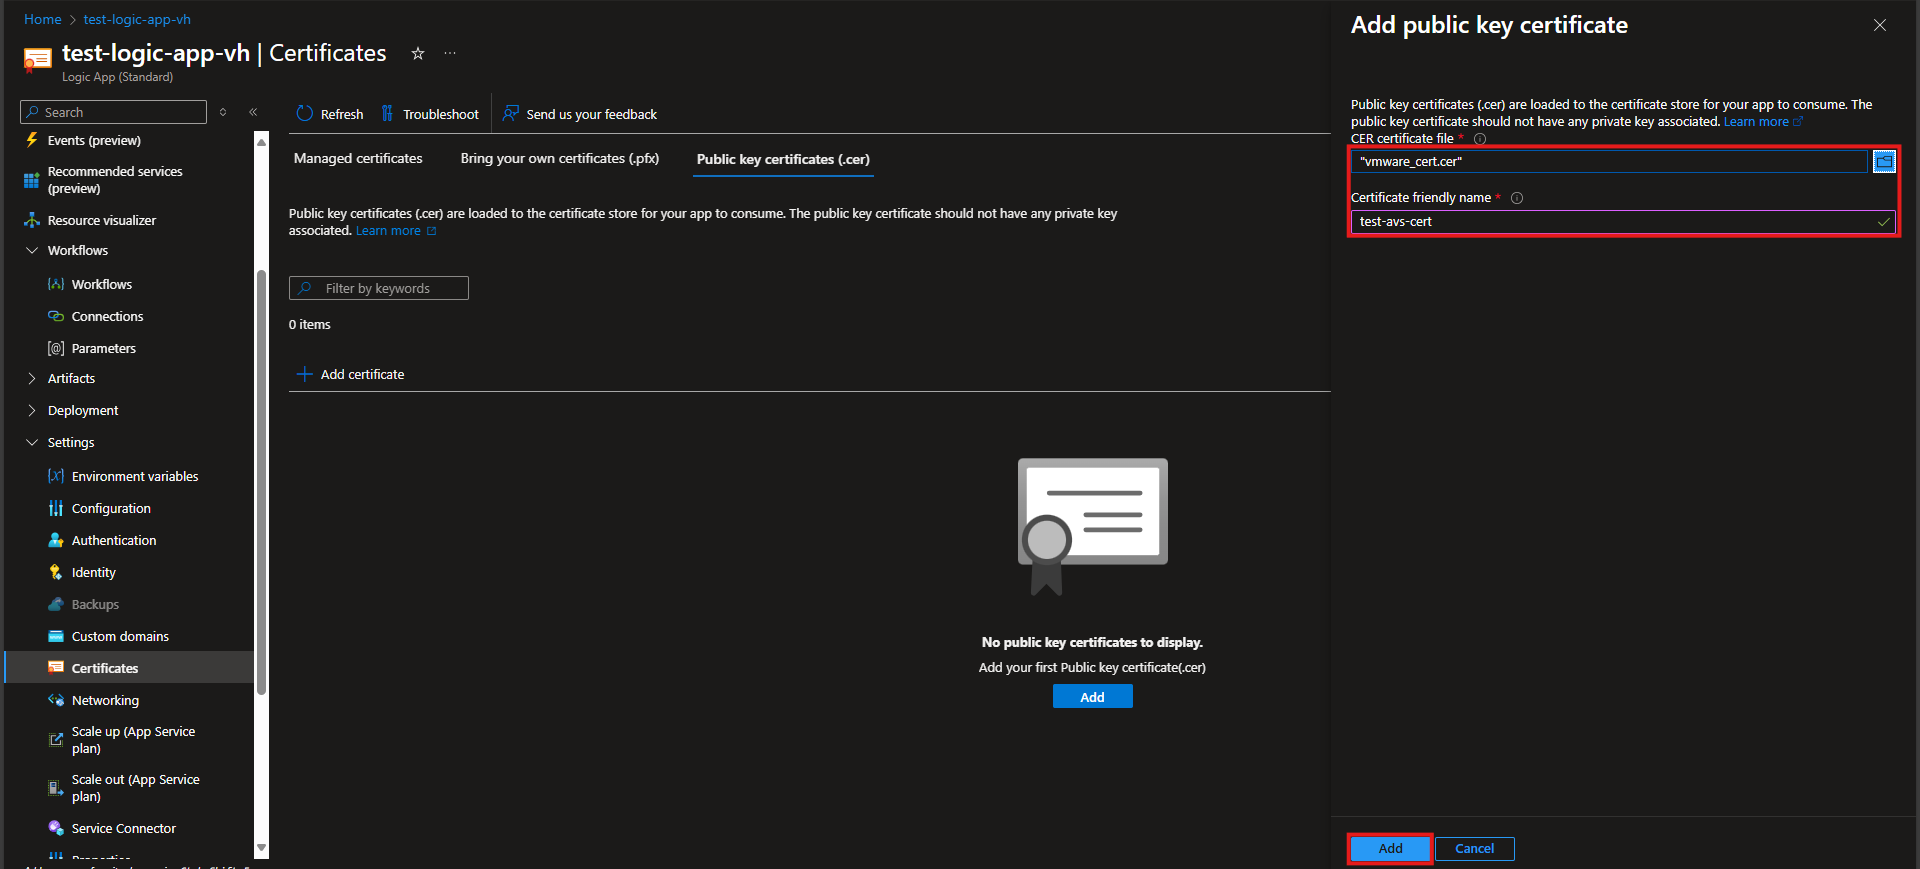 Home > test-logic-app-vh
test-logic-app-vh | Certificates
Logic App (Standard)
Search
Events (preview)
Recommended services
(preview)
Resource visualizer
Workflows
Workflows
Connections
Parameters
Artifacts
Deployment
Settings
Environment variables
Configuration
Authentication
Identity
Backups
Custom domains
Certificates
Networking
Scale up (App Service
plan)
Scale out (App Service
plan)
Service Connector
Refresh
Troubleshoot
Send us your feedback
Managed certificates
Bring your own certificates (.pfx)
Public key certificates (.cer)
Public key certificates (.cer) are loaded to the certificate store for your app to consume. The public key certificate should not have any private key
associated. Learn more
Filter by keywords
0 items
Add certificate
No public key certificates to display.
Add your first Public key certificate(.cer)
Add
Add public key certificate
Public key certificates (.cer) are loaded to the certificate store for your app to consume. The
public key certificate should not have any private key associated. Learn more
CER certificate file *
"vmware_cert.cer"
Certificate friendly name *
test-avs-cert
Add
Cancel